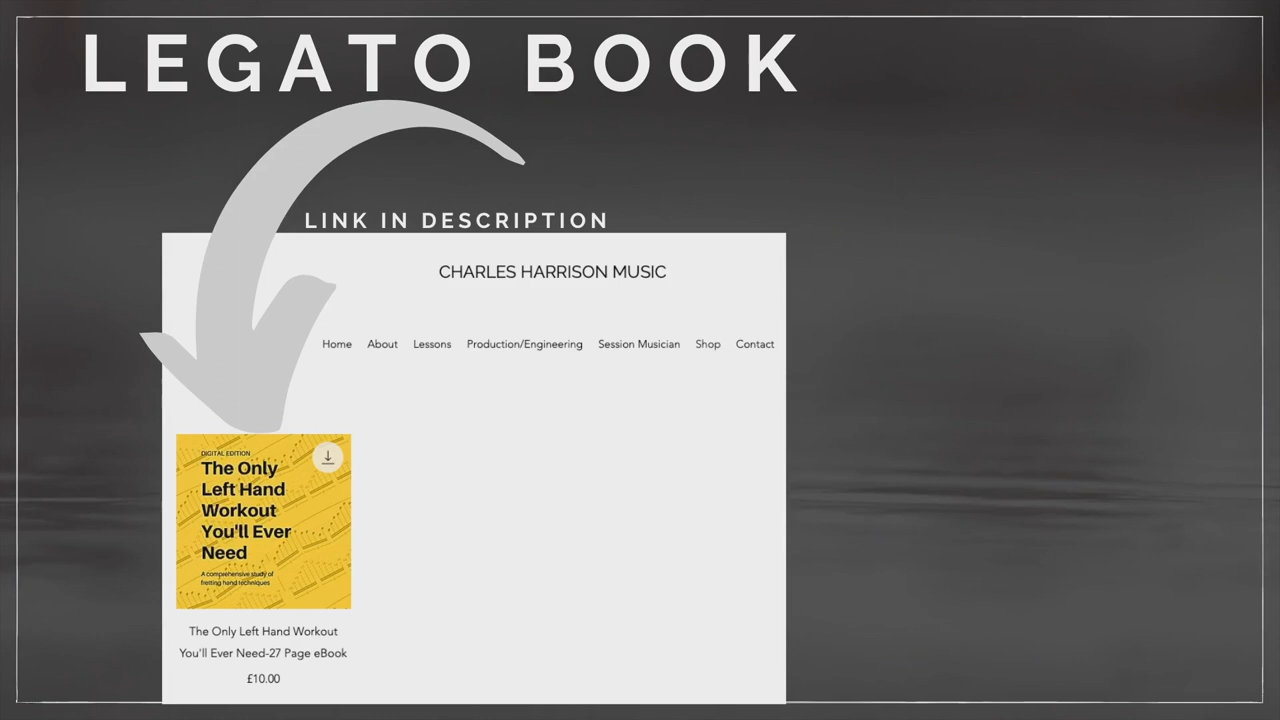 LEGATO BOOK
LINK IN DESCRIPTION
CHARLES HARRISON MUSIC
Home About Lessons Production/Engineering Session Musician Shop Contact
DIGITAL EDITION
The Only
Left Hand
Workout
You'll Ever
Need
A comprehensive study of
fretting hand techniques
The Only Left Hand Workout
You'll Ever Need-27 Page eBook
£10.00